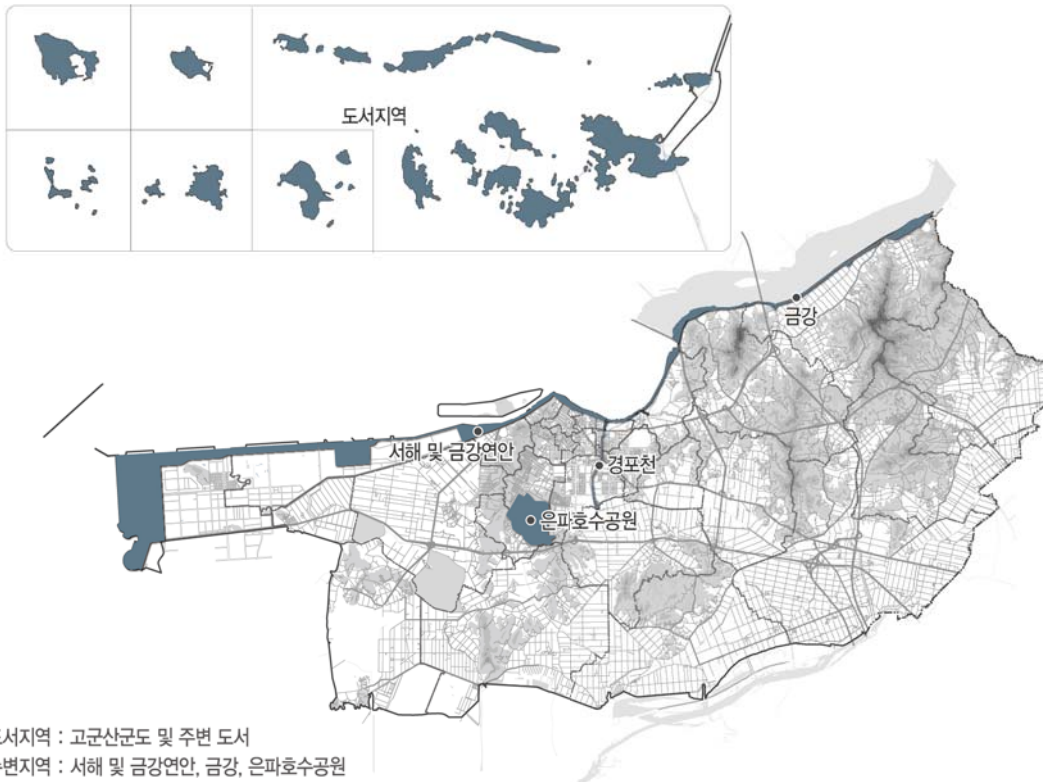 도서지역
금강
서해 및 금강연안
경포천
은파호수공원
도서지역 : 고군산군도 및 주변 도서
수변지역 : 서해 및 금강연안, 금강, 은파호수공원